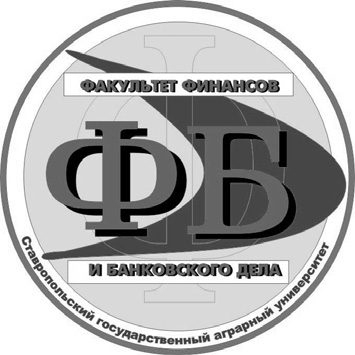 ФАКУЛЬТЕТ ФИНАНСОВ
ФБ
И БАНКОВСКОГО ДЕЛА
Ставропольский государственный аграрный университет